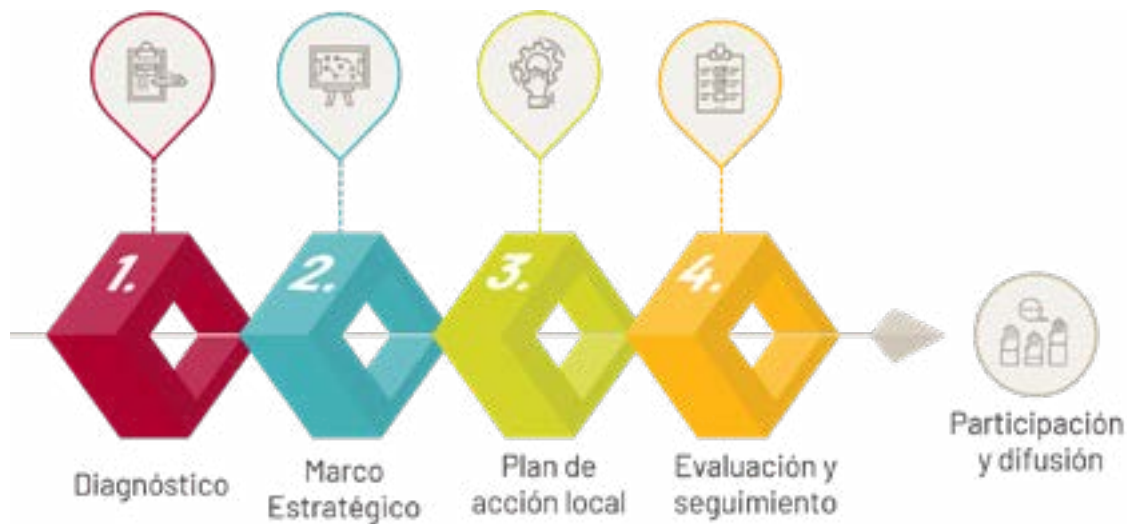 1.
2.
3.
4.
Diagnóstico
Marco
Estratégico
Plan de
acción local
Evaluación y
seguimiento
Participación
y difusión